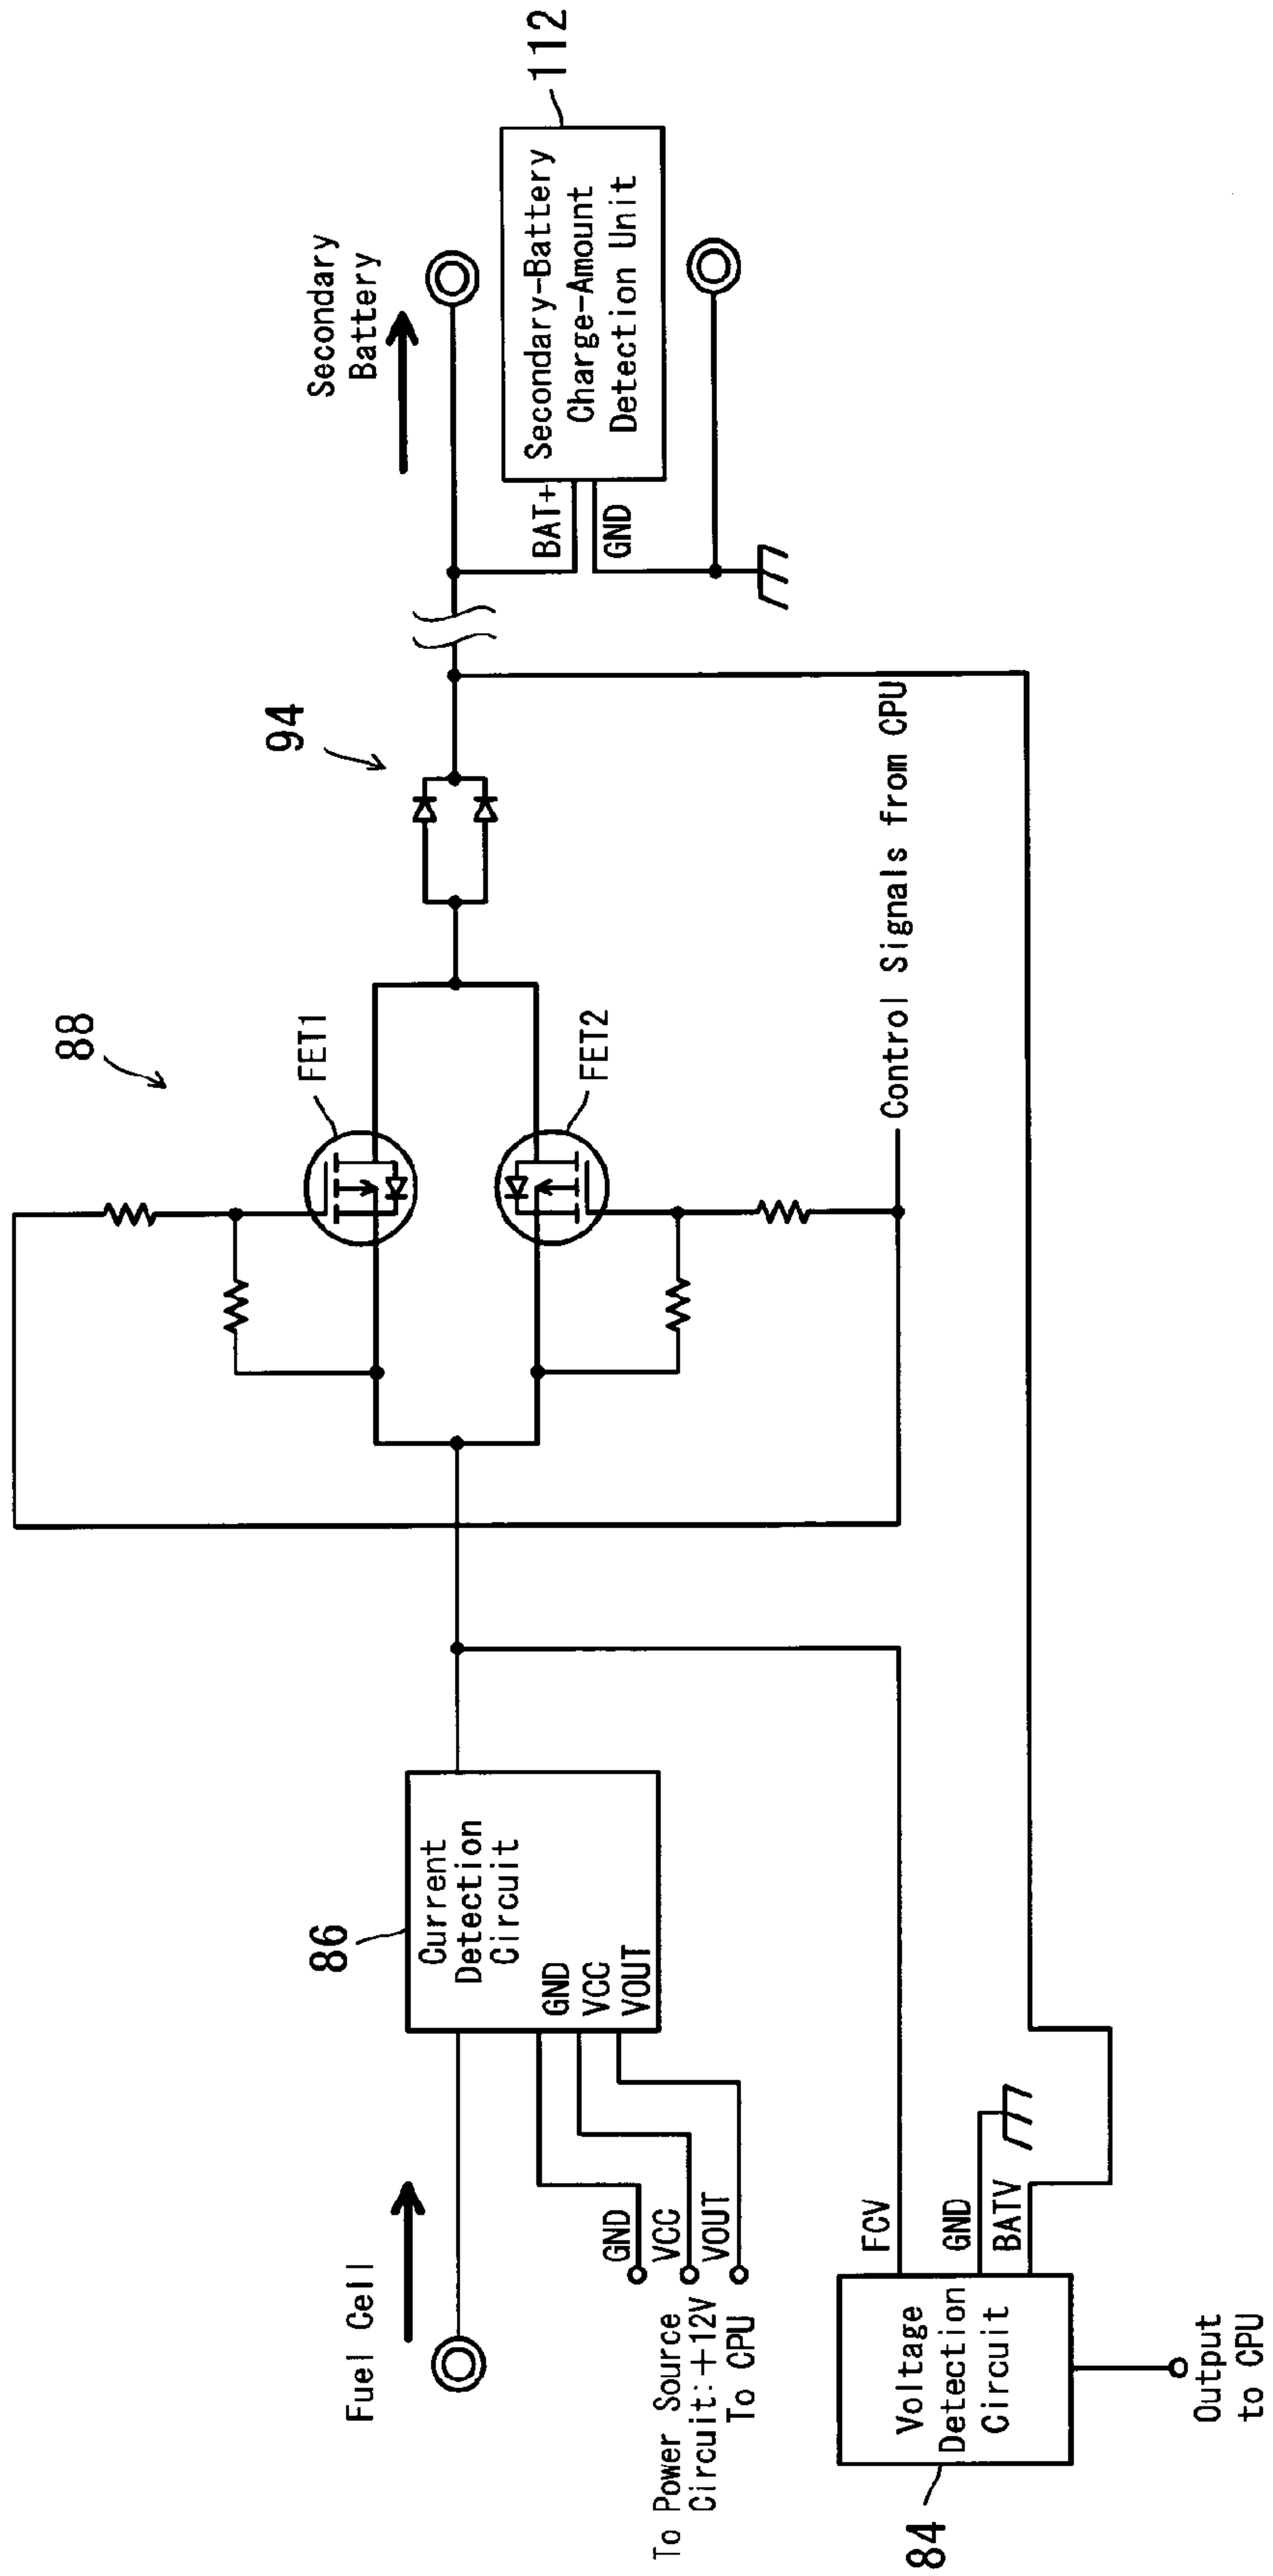 88
94
Secondary
Battery
112
FET1
FET2
BAT+
GND
Secondary-Battery
Charge-Amount
Detection Unit
Control Signals from CPU
Fuel Cell
86
Current
Detection
Circuit
GND
VCC
VOUT
GND
VCC
VOUT
To Power Source
Circuit:+12V
To CPU
84
Voltage
Detection
Circuit
FCV
GND
BATV
Output
to CPU